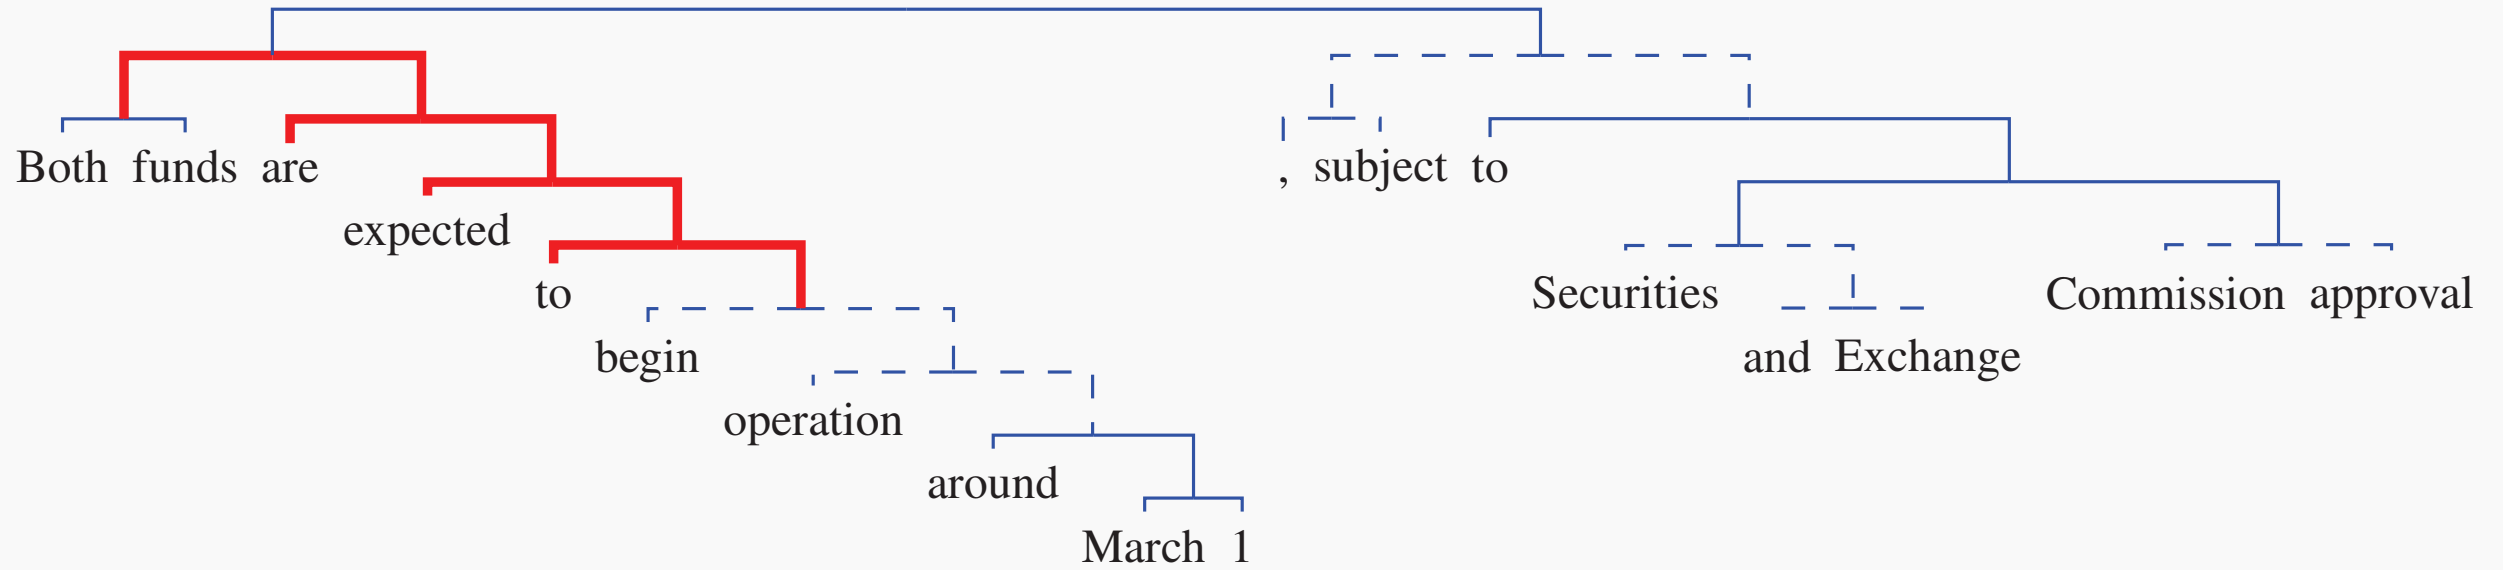 Both funds are , subject to
expected
to Securities Commission approval
begin and Exchange
operation
around
March 1